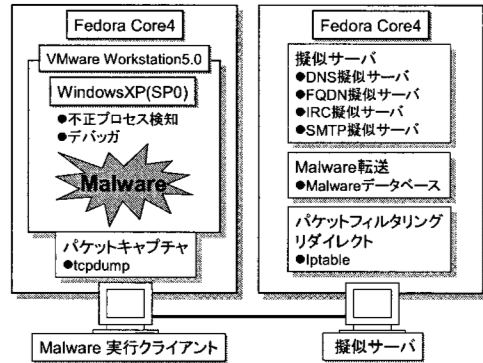 Fedora Core4
VMware Workstation5.0
WindowsXP(SP0)
●不正プロセス検知
●デバッガ
Malware
パケットキャプチャ
●tcpdump
Malware 実行クライアント
Fedora Core4
擬似サーバ
●DNS擬似サーバ
●FQDN擬似サーバ
●IRC擬似サーバ
●SMTP擬似サーバ
Malware転送
●Malwareデータベース
パケットフィルタリング
リダイレクト
●Iptable
擬似サーバ